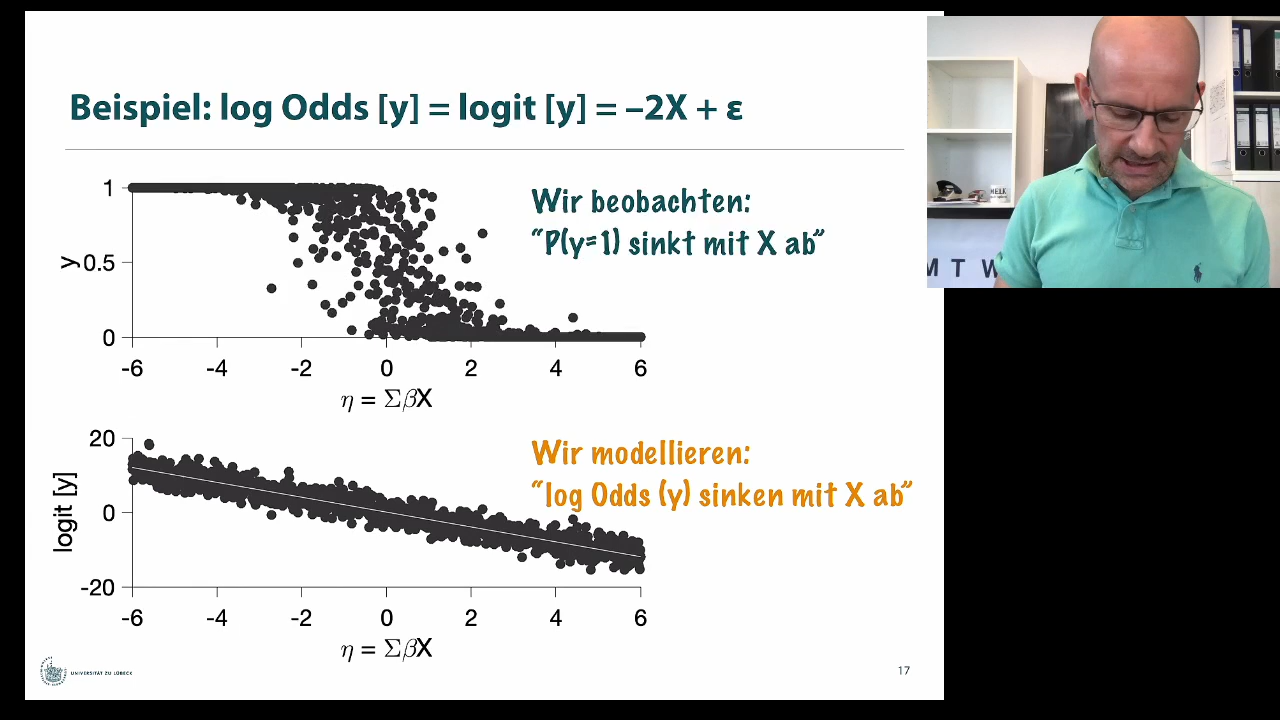 Beispiel: log Odds [y] = logit [y] = –2X + ε
1
0.5
0
y
-6 -4 -2 0 2 4 6
η = ΣβX
Wir beobachten:
“P(y=1) sinkt mit X ab”
20
0
-20
logit [y]
-6 -4 -2 0 2 4 6
η = ΣβX
Wir modellieren:
“log Odds (y) sinken mit X ab”
UNIVERSITÄT ZU LÜBECK
17
M T W